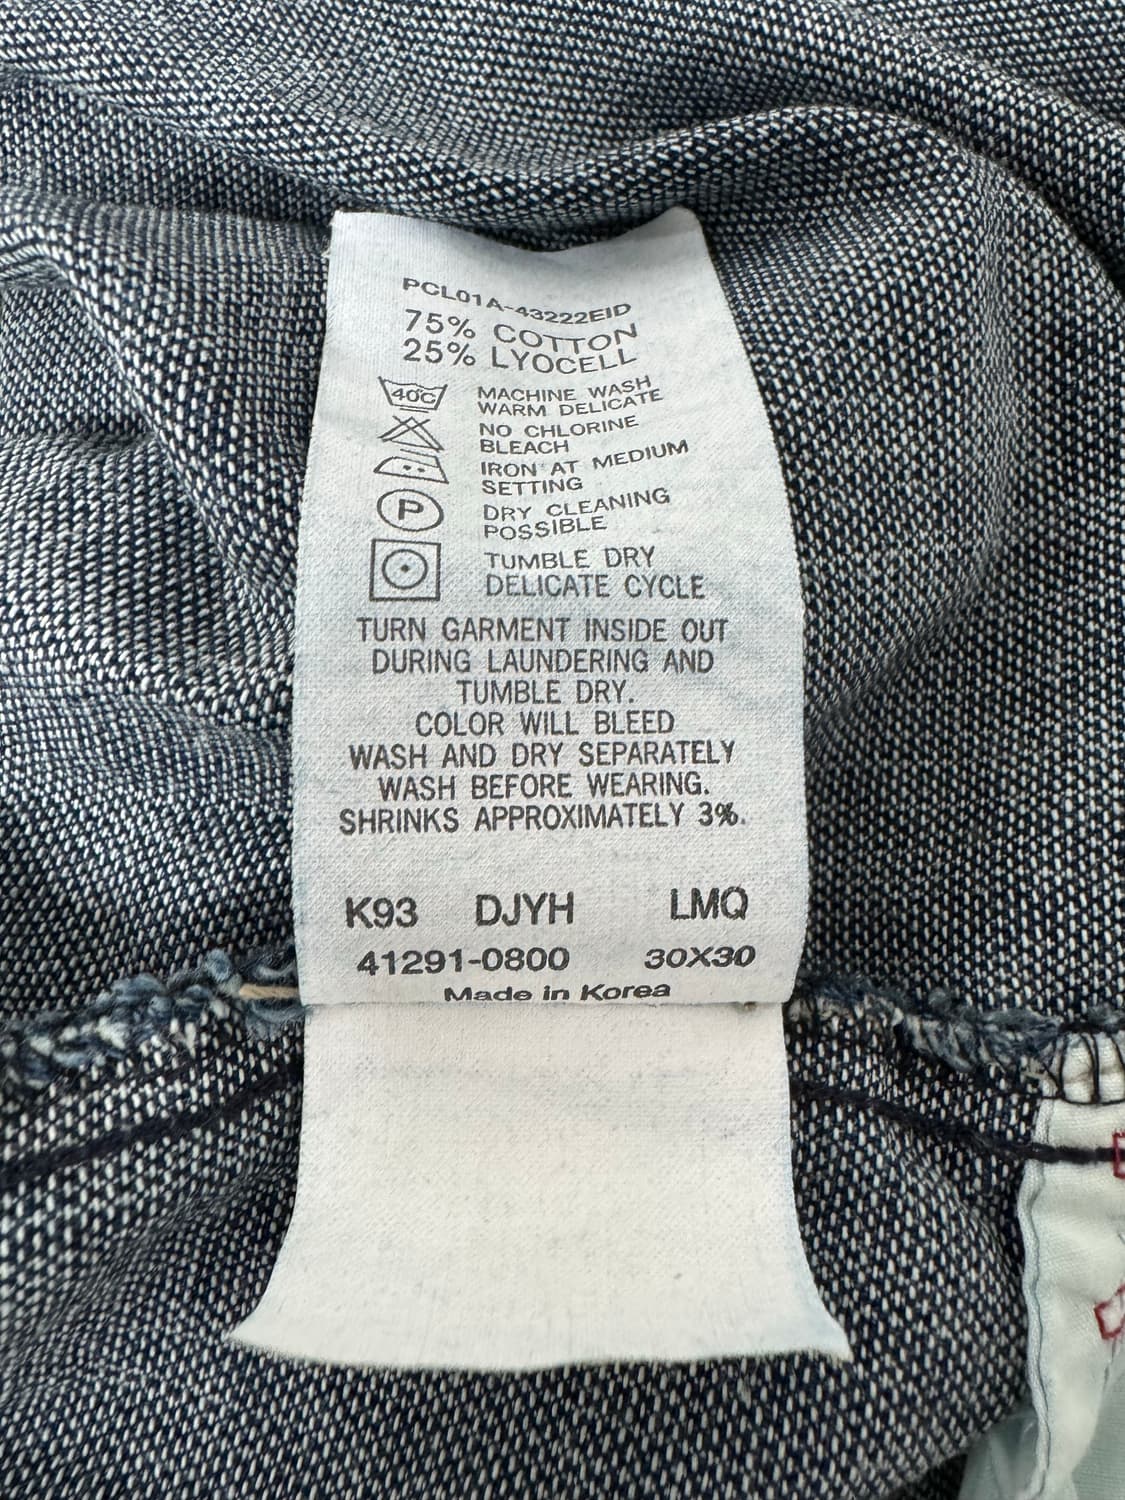 PCL01A-43222EID
75% COTTON
25% LYOCELL
40C MACHINE WASH
WARM DELICATE
NO CHLORINE
BLEACH
IRON AT MEDIUM
SETTING
P DRY CLEANING
POSSIBLE
TUMBLE DRY
DELICATE CYCLE
TURN GARMENT INSIDE OUT
DURING LAUNDERING AND
TUMBLE DRY.
COLOR WILL BLEED
WASH AND DRY SEPARATELY
WASH BEFORE WEARING.
SHRINKS APPROXIMATELY 3%.
K93 DJYH LMQ
41291-0800 30X30
Made in Korea